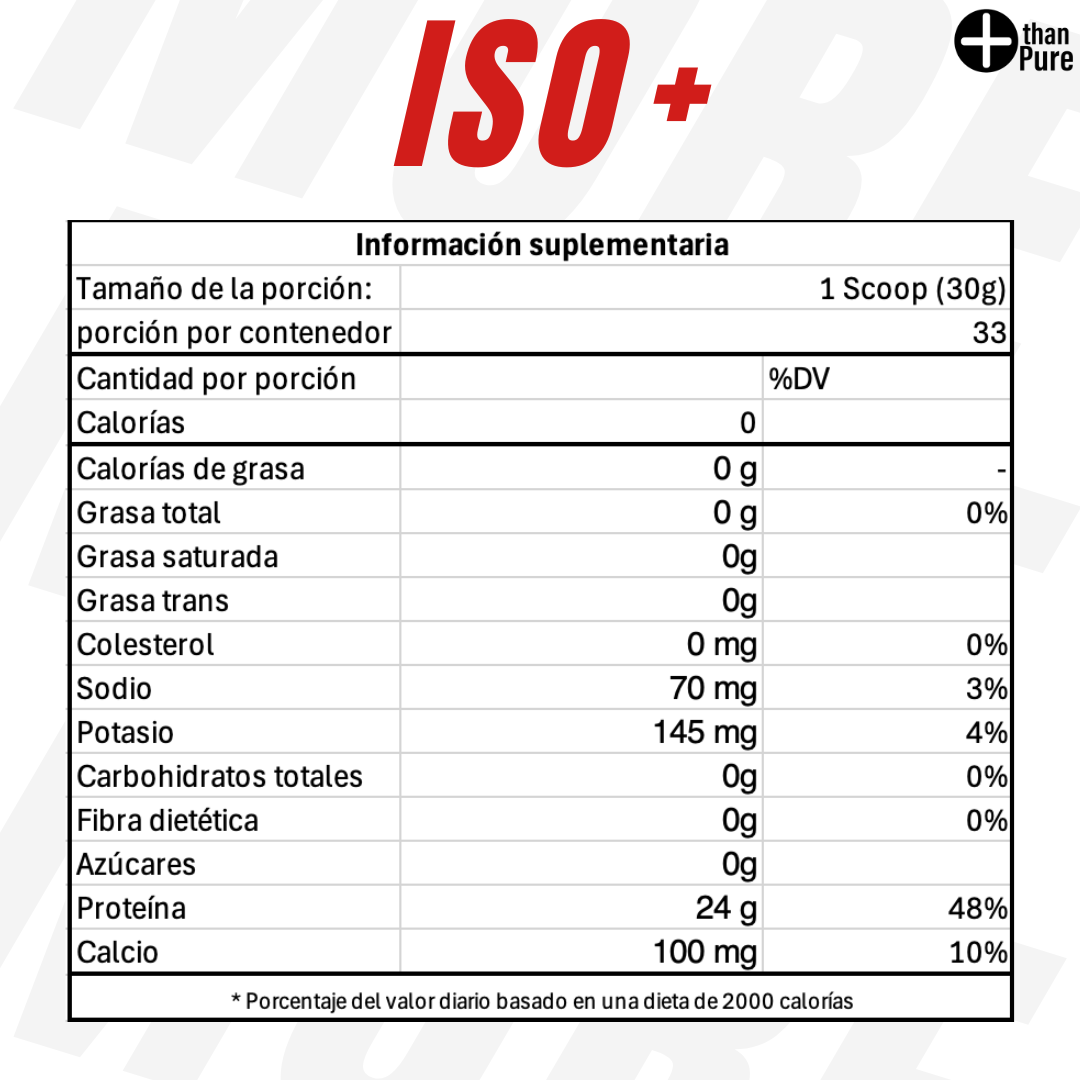 ISO +
than
Pure
Información suplementaria
Tamaño de la porción: 1 Scoop (30g)
porción por contenedor 33
Cantidad por porción %DV
Calorías 0
Calorías de grasa 0 g -
Grasa total 0 g 0%
Grasa saturada 0g
Grasa trans 0g
Colesterol 0 mg 0%
Sodio 70 mg 3%
Potasio 145 mg 4%
Carbohidratos totales 0g 0%
Fibra dietética 0g 0%
Azúcares 0g
Proteína 24 g 48%
Calcio 100 mg 10%
* Porcentaje del valor diario basado en una dieta de 2000 calorías